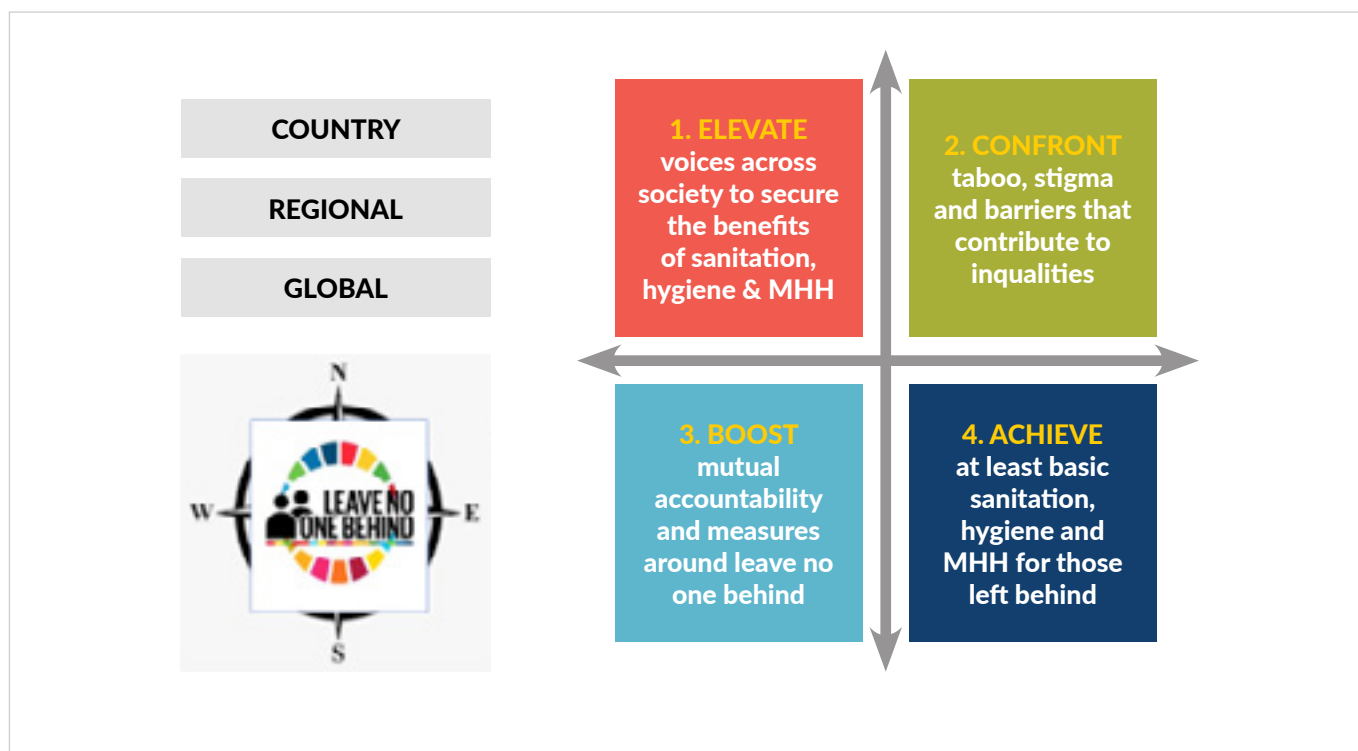 COUNTRY
REGIONAL
GLOBAL
N
W
E
S
LEAVE NO
ONE BEHIND
1. ELEVATE
voices across
society to secure
the benefits
of sanitation,
hygiene & MHH
2. CONFRONT
taboo, stigma
and barriers that
contribute to
inqualities
3. BOOST
mutual
accountability
and measures
around leave no
one behind
4. ACHIEVE
at least basic
sanitation,
hygiene and
MHH for those
left behind